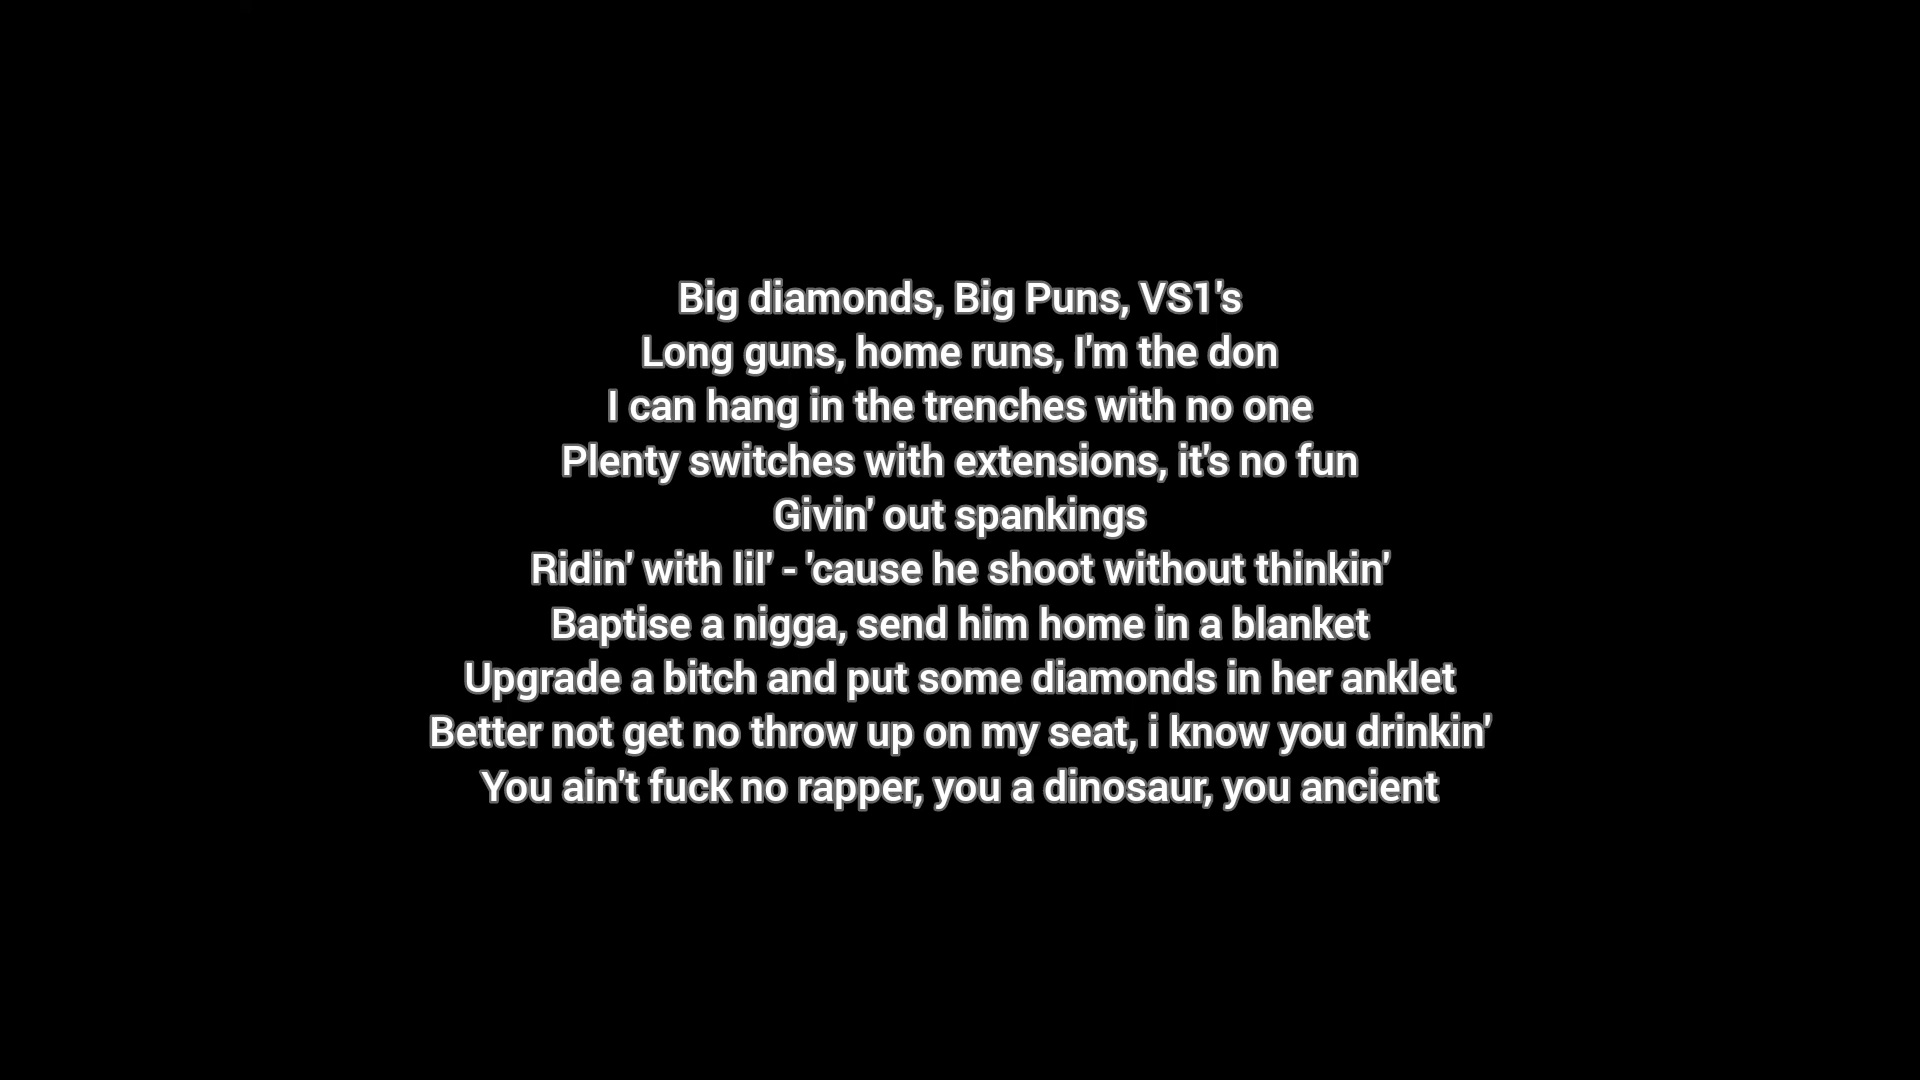 Big diamonds, Big Puns, VS1's
Long guns, home runs, I'm the don
I can hang in the trenches with no one
Plenty switches with extensions, it's no fun
Givin' out spankings
Ridin' with lil' - 'cause he shoot without thinkin'
Baptise a nigga, send him home in a blanket
Upgrade a bitch and put some diamonds in her anklet
Better not get no throw up on my seat, i know you drinkin'
You ain't fuck no rapper, you a dinosaur, you ancient